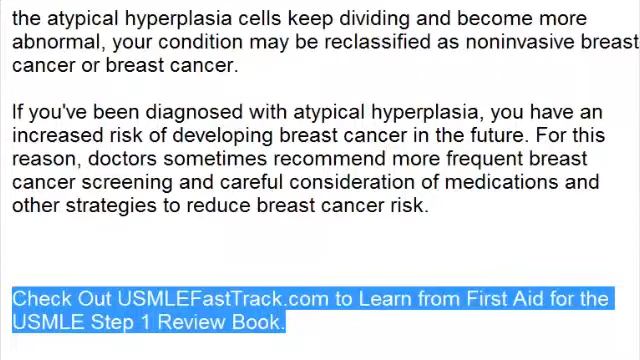 the atypical hyperplasia cells keep dividing and become more
abnormal, your condition may be reclassified as noninvasive breast
cancer or breast cancer.
If you've been diagnosed with atypical hyperplasia, you have an
increased risk of developing breast cancer in the future. For this
reason, doctors sometimes recommend more frequent breast
cancer screening and careful consideration of medications and
other strategies to reduce breast cancer risk.
Check Out USMLEFastTrack.com to Learn from First Aid for the
USMLE Step 1 Review Book.